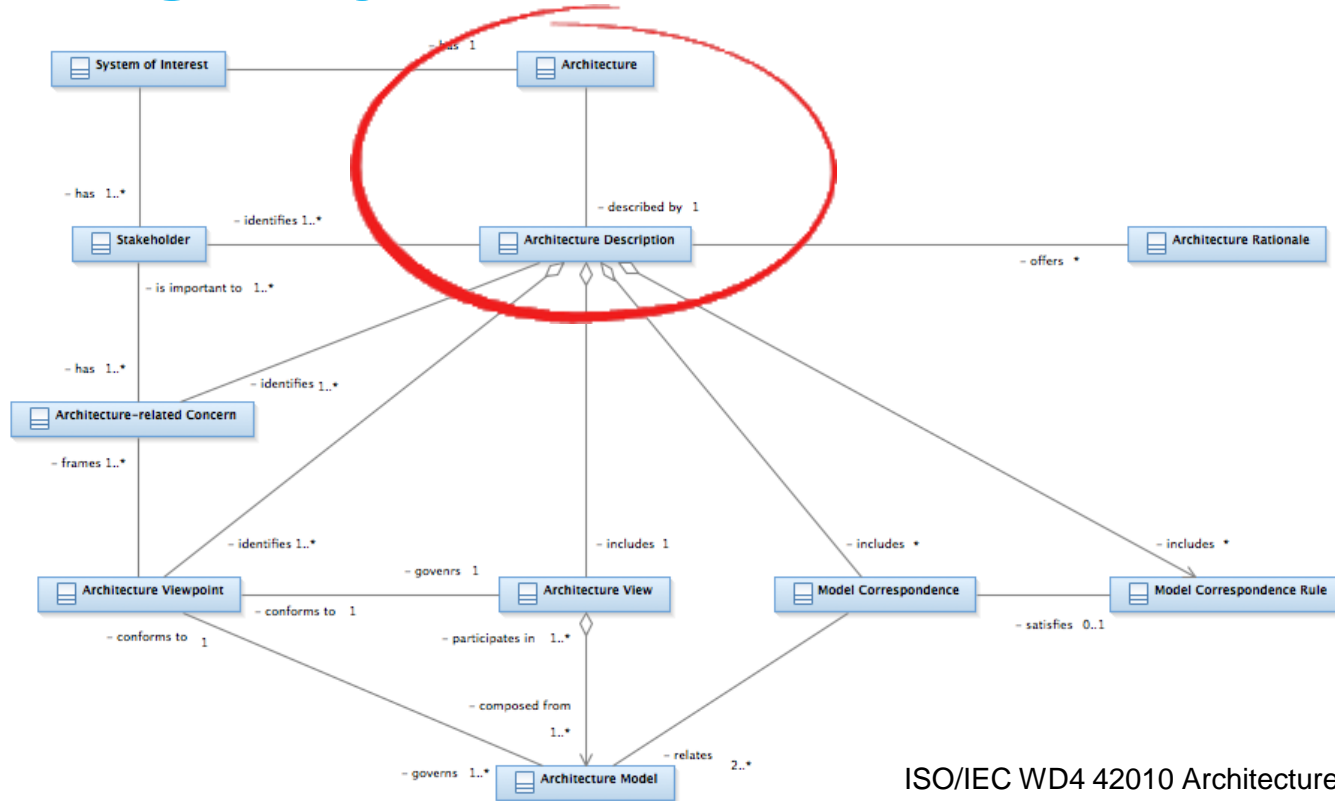 - has 1
System of Interest
Architecture
- has 1..*
- described by 1
- identifies 1..*
Stakeholder
Architecture Description
Architecture Rationale
- offers *
- is important to 1..*
- has 1..*
- identifies 1..*
Architecture-related Concern
- frames 1..*
- identifies 1..*
- includes 1
- includes *
- includes *
- govenrs 1
Architecture Viewpoint
Architecture View
Model Correspondence
Model Correspondence Rule
- conforms to 1
- satisfies 0..1
- conforms to 1
- participates in 1..*
- composed from
1..*
- relates 2..*
- governs 1..*
Architecture Model
ISO/IEC WD4 42010 Architecture